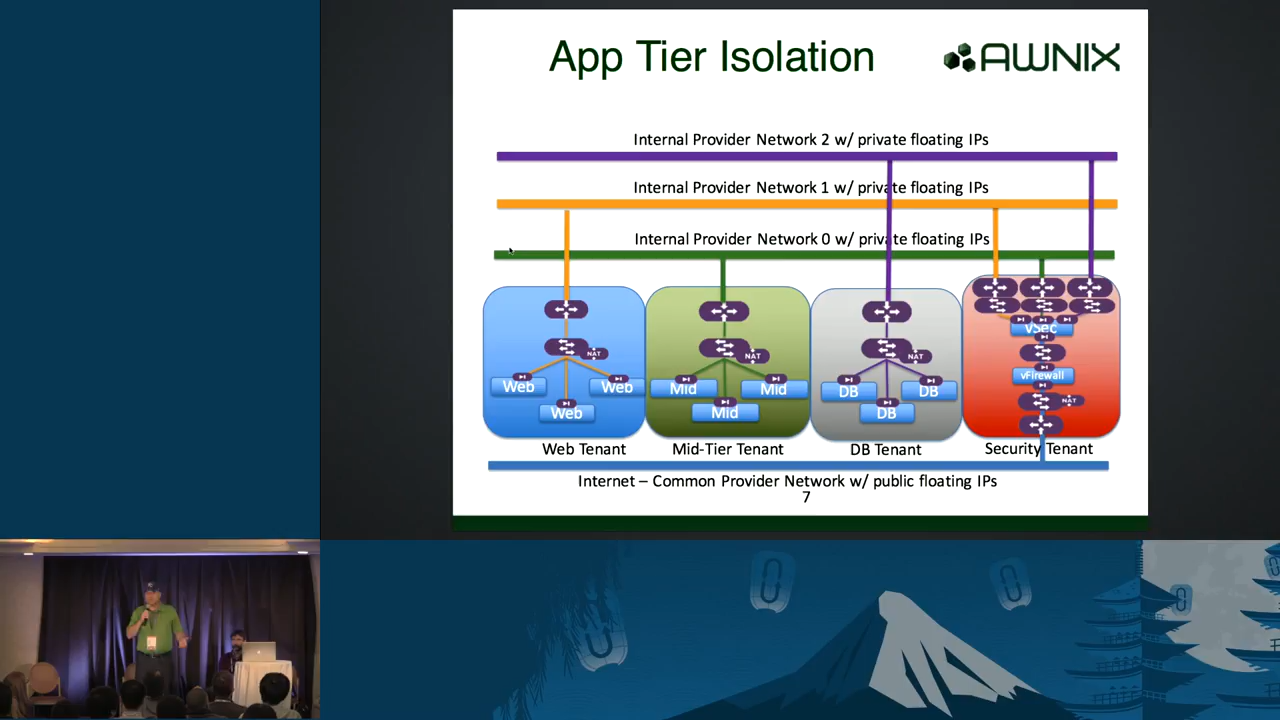 App Tier Isolation
AWNIX
Internal Provider Network 2 w/ private floating IPs
Internal Provider Network 1 w/ private floating IPs
Internal Provider Network 0 w/ private floating IPs
vSec
NAT
NAT
NAT
vFirewall
Web
Web
Mid
Mid
DB
DB
NAT
Web
Mid
DB
Web Tenant
Mid-Tier Tenant
DB Tenant
Security Tenant
Internet – Common Provider Network w/ public floating IPs
7